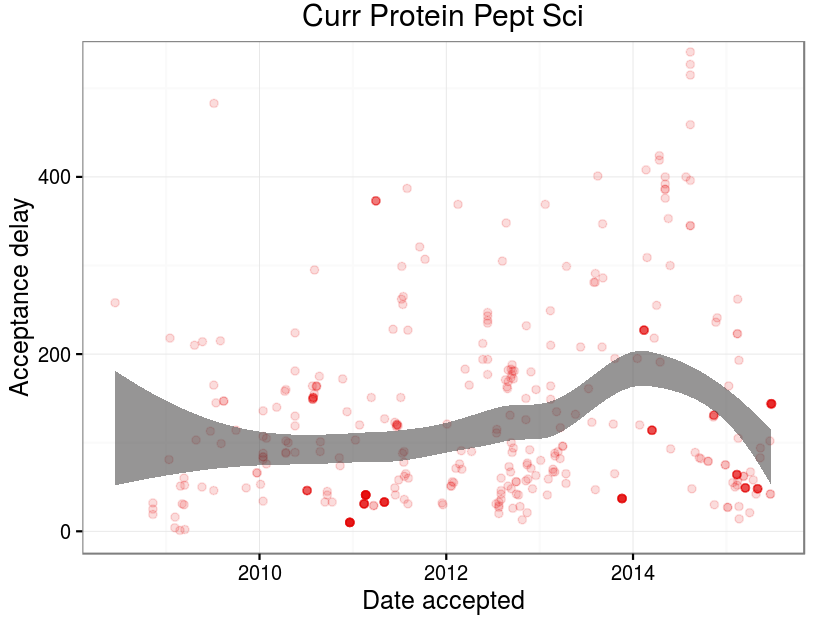 Curr Protein Pept Sci
Acceptance delay
400
200
0
2010 2012 2014
Date accepted